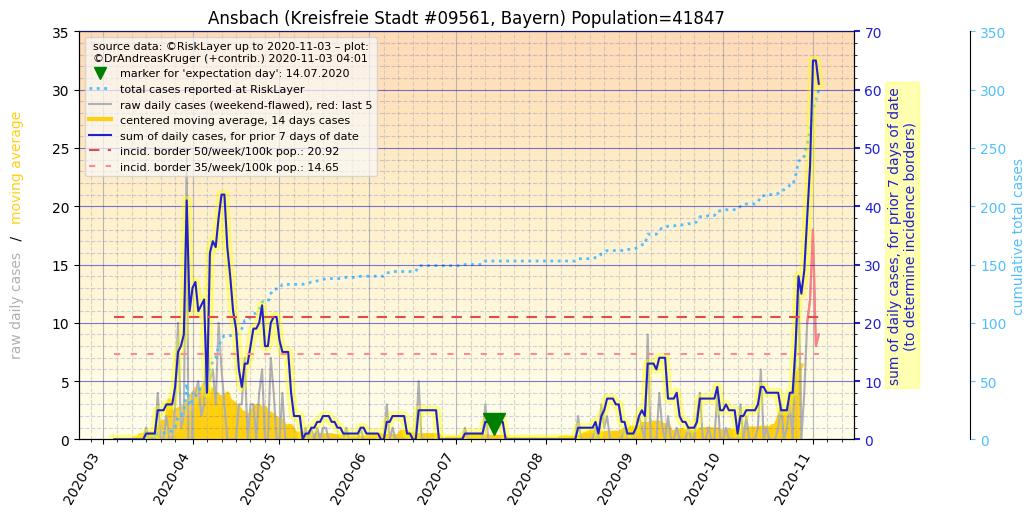 Ansbach (Kreisfreie Stadt #09561, Bayern) Population=41847
source data: ©RiskLayer up to 2020-11-03 – plot:
©DrAndreasKruger (+contrib.) 2020-11-03 04:01
marker for 'expectation day': 14.07.2020
total cases reported at RiskLayer
raw daily cases (weekend-flawed), red: last 5
centered moving average, 14 days cases
sum of daily cases, for prior 7 days of date
incid. border 50/week/100k pop.: 20.92
incid. border 35/week/100k pop.: 14.65
raw daily cases / moving average
35
30
25
20
15
10
5
0
2020-03
2020-04
2020-05
2020-06
2020-07
2020-08
2020-09
2020-10
2020-11
70
60
50
40
30
20
10
0
sum of daily cases, for prior 7 days of date
(to determine incidence borders)
350
300
250
200
150
100
50
0
cumulative total cases